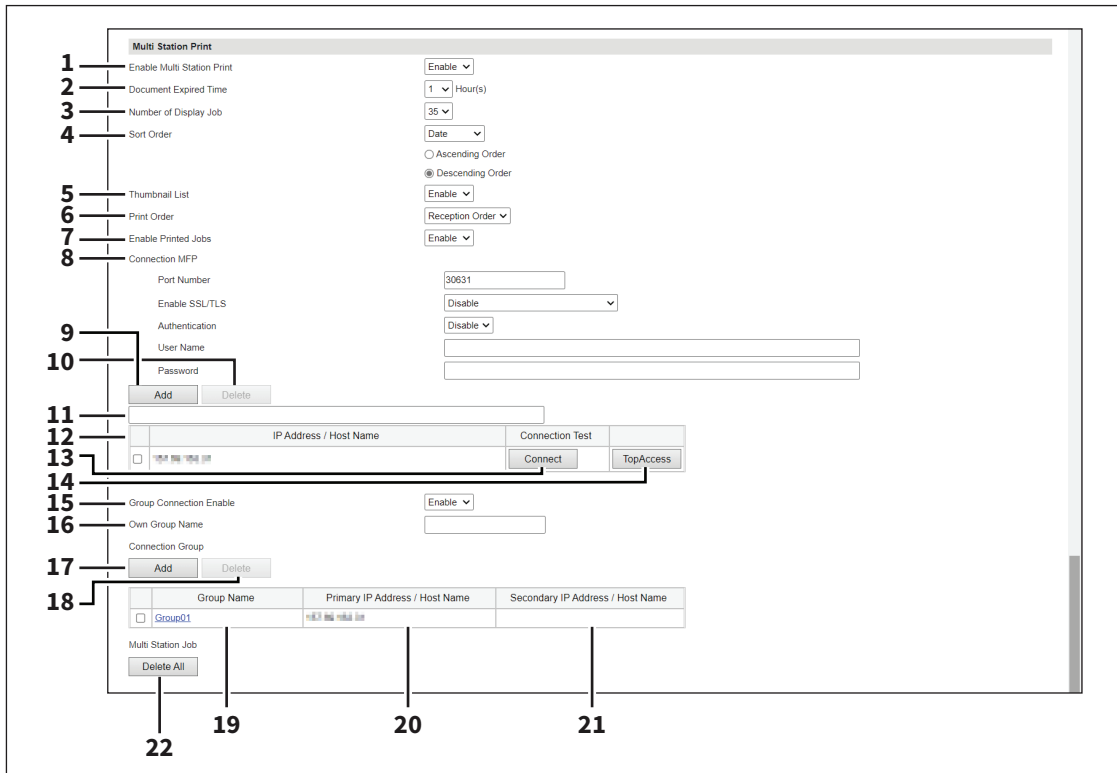 Multi Station Print
1 Enable Multi Station Print Enable
2 Document Expired Time 1 Hour(s)
3 Number of Display Job 35
4 Sort Order Date
Ascending Order
Descending Order
5 Thumbnail List Enable
6 Print Order Reception Order
7 Enable Printed Jobs Enable
8 Connection MFP
Port Number 30631
Enable SSL/TLS Disable
9 Authentication Disable
User Name
10 Password
Add Delete
11
12 IP Address / Host Name Connection Test
13 Connect TopAccess
14
15 Group Connection Enable Enable
16 Own Group Name
Connection Group
17 Add Delete
18 Group Name Primary IP Address / Host Name Secondary IP Address / Host Name
Group01
Multi Station Job
Delete All
19 20 21
22